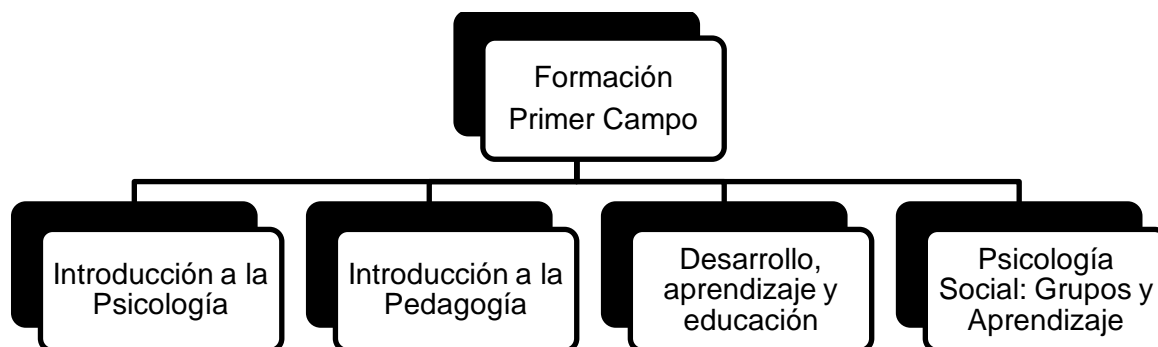 Formación
Primer Campo
Introducción a la
Psicología
Introducción a la
Pedagogía
Desarrollo,
aprendizaje y
educación
Psicología
Social: Grupos y
Aprendizaje